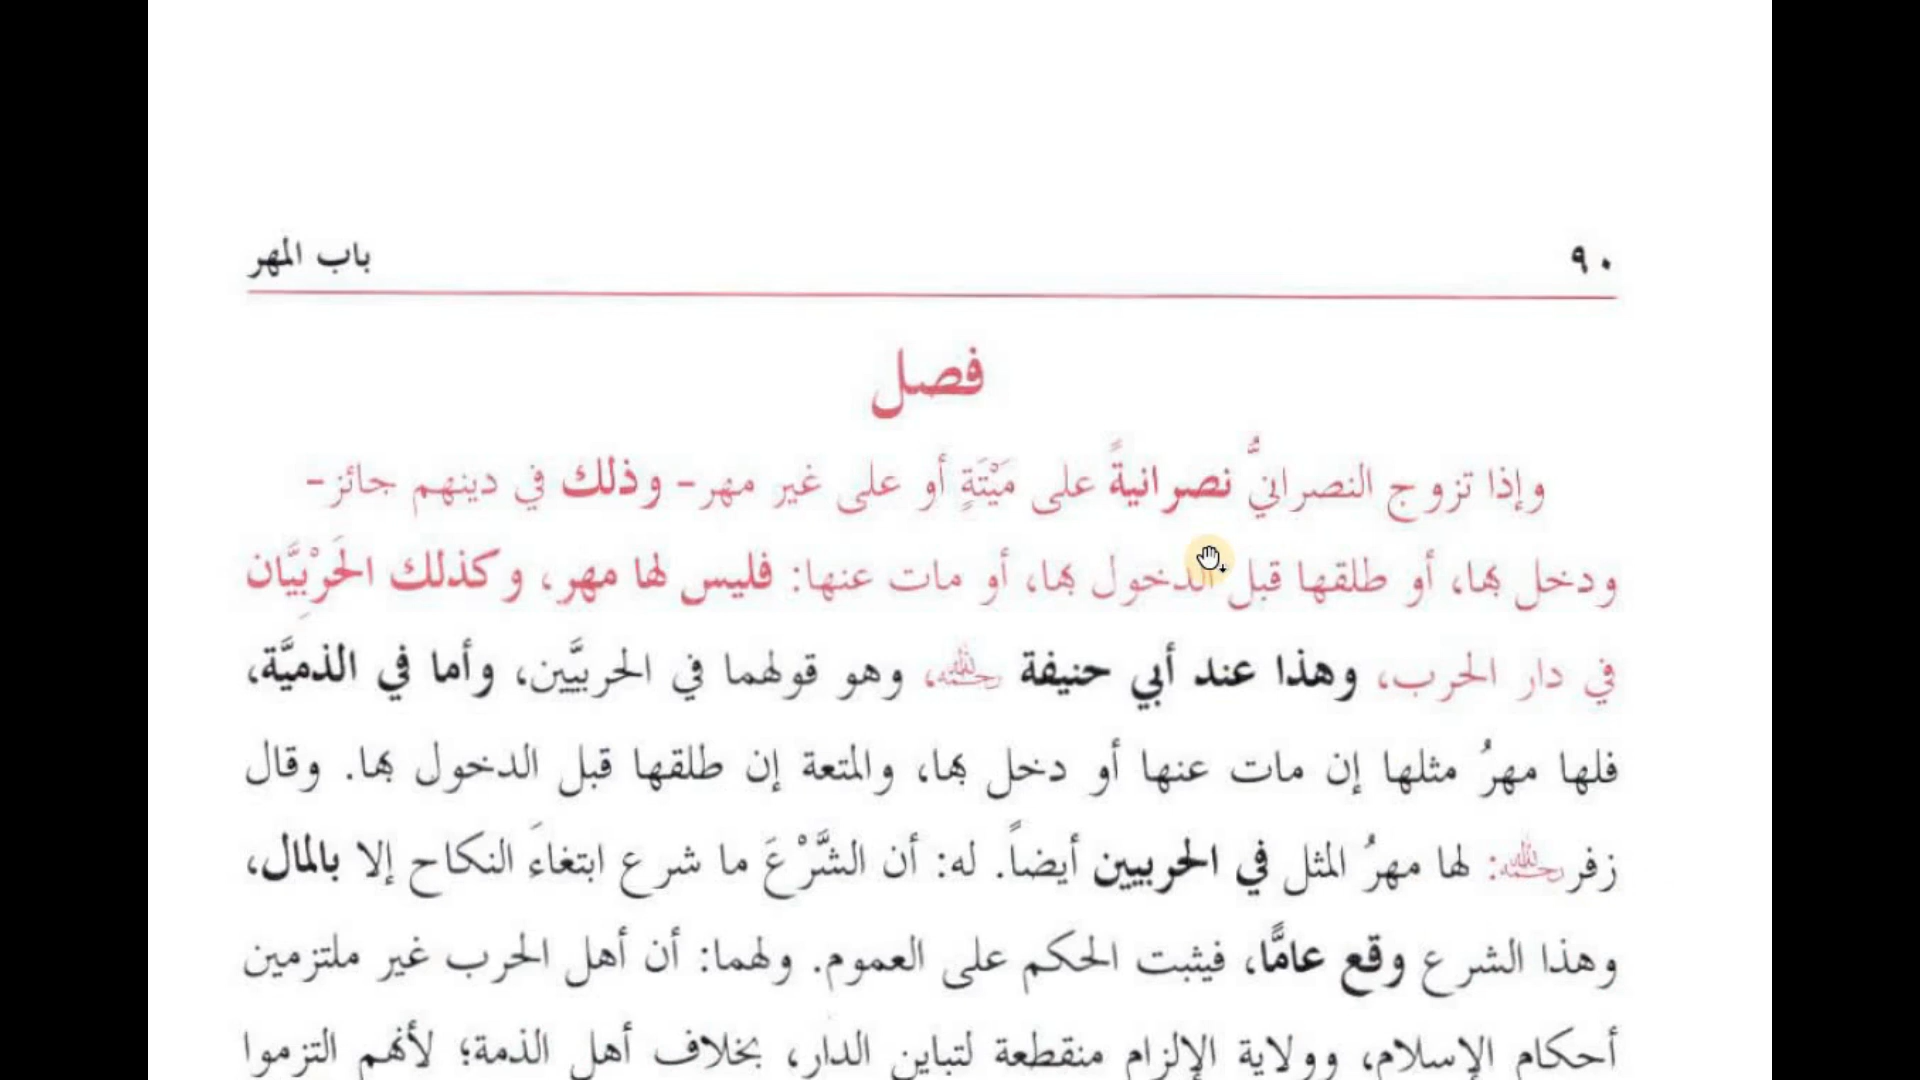 ٩٠
باب المهر
فصل
وإذا تزوج النصرانيُّ نصرانيةً على مَيْتَةٍ أو على غير مهر- وذلك في دينهم جائز-
ودخل بها، أو طلقها قبل الدخول بها، أو مات عنها: فليس لها مهر، وكذلك الحَرْبِيَّان
في دار الحرب، وهذا عند أبي حنيفة رحمه الله، وهو قولهما في الحربيَّين، وأما في الذميَّة،
فلها مهرُ مثلها إن مات عنها أو دخل بها، والمتعة إن طلقها قبل الدخول بها. وقال
زفر رحمه الله: لها مهرُ المثل في الحربيين أيضاً. له: أن الشَّرْعَ ما شرع ابتغاءَ النكاح إلا بالمال،
وهذا الشرع وقع عامًّا، فيثبت الحكم على العموم. ولهما: أن أهل الحرب غير ملتزمين
أحكام الإسلام، وولاية الإلزام منقطعة لتباين الدار، بخلاف أهل الذمة؛ لأنهم التزموا